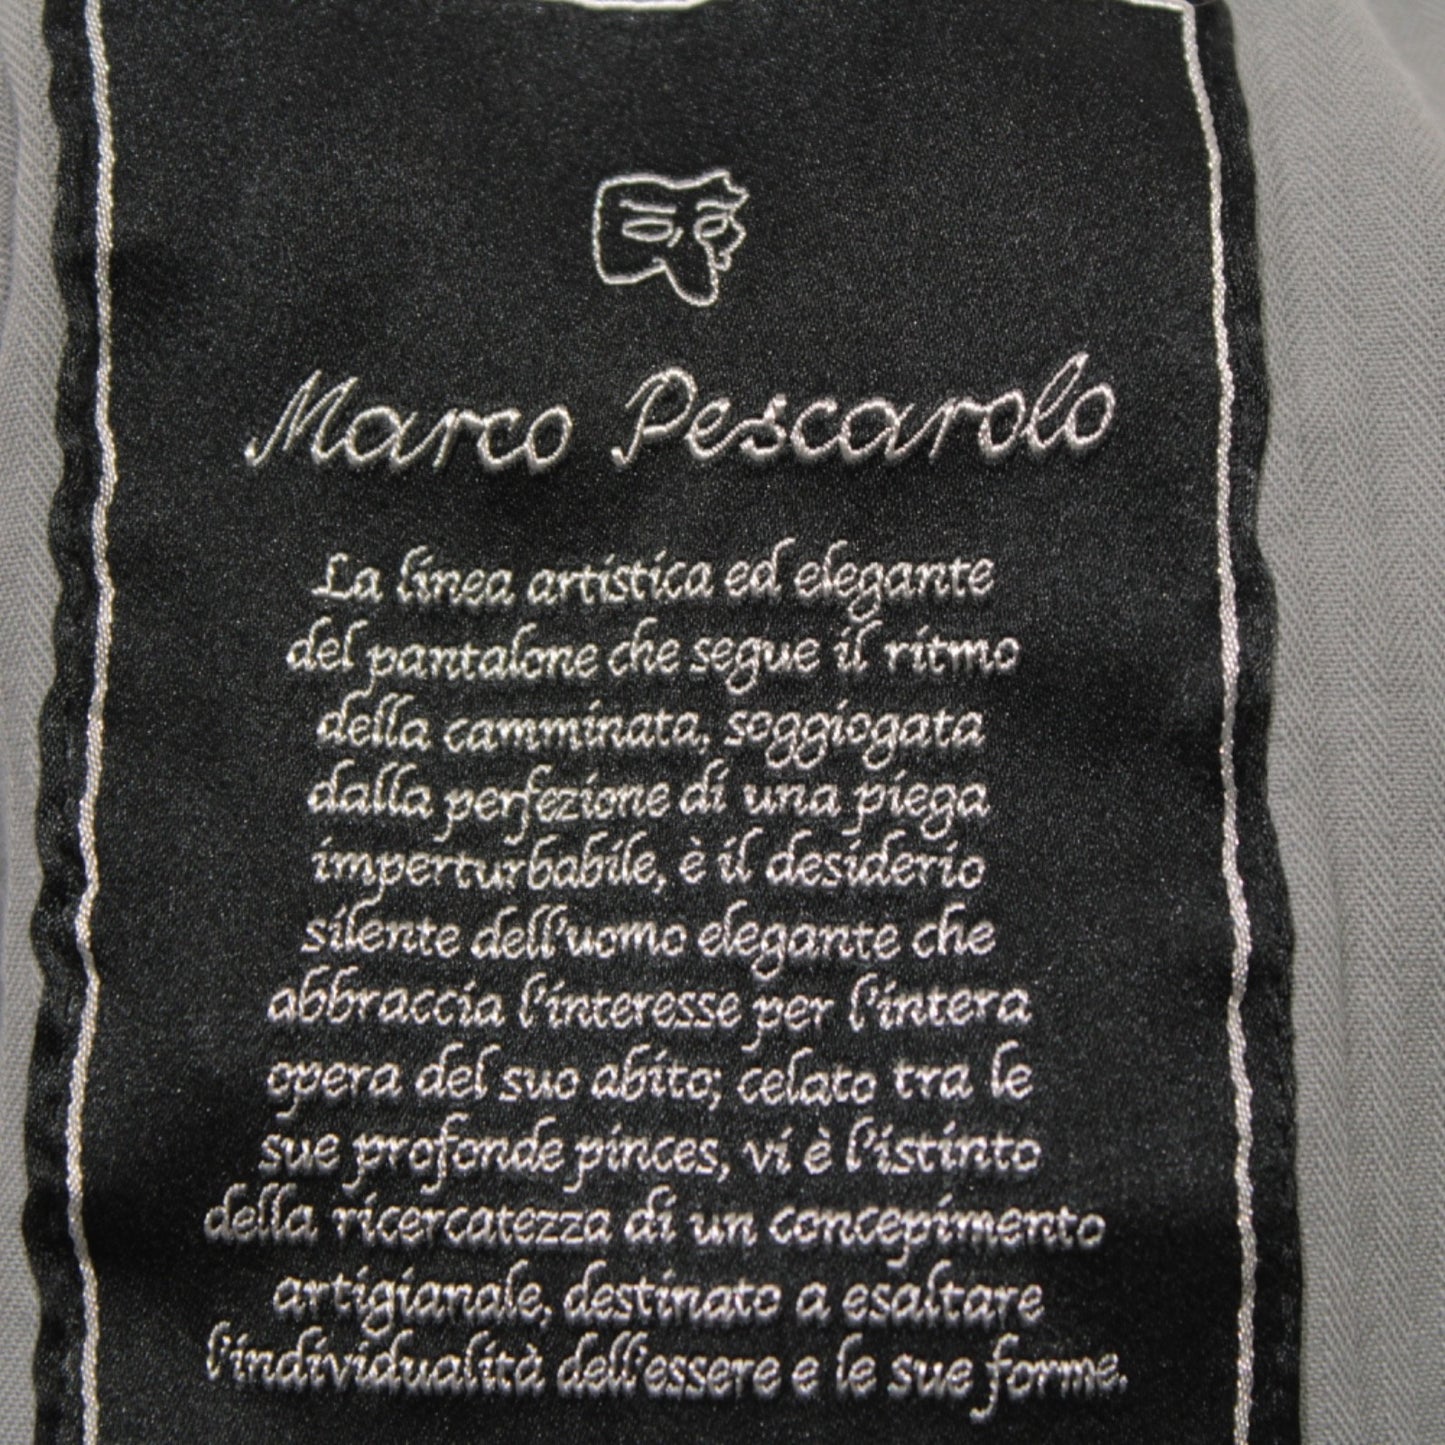 Marco Pescarolo
La linea artistica ed elegante
del pantalone che segue il ritmo
della camminata, soggiogata
dalla perfezione di una piega
imperturbabile, è il desiderio
silente dell'uomo elegante che
abbraccia l'interesse per l'intera
opera del suo abito; celato tra le
sue profonde pinces, vi è l'istinto
della ricercatezza di un concepimento
artigianale, destinato a esaltare
l'individualità dell'essere e le sue forme.